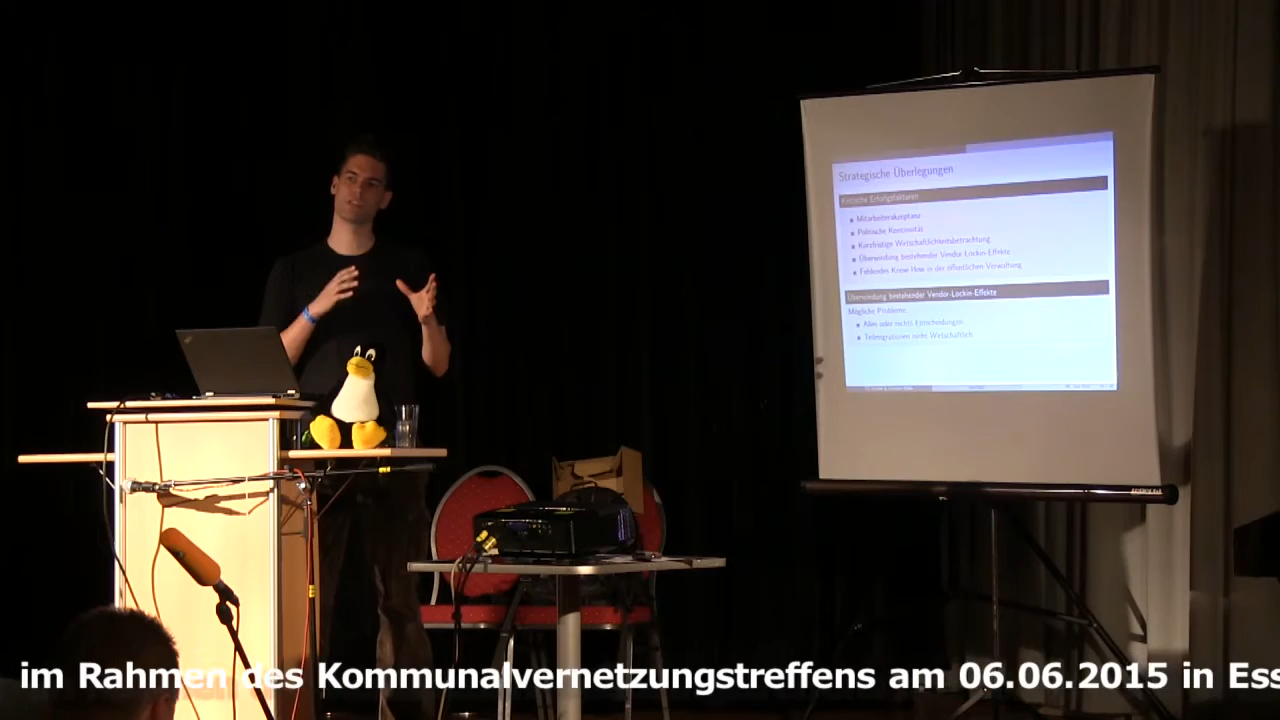 Strategische Überlegungen
Kritische Erfolgsfaktoren
Mitarbeiterakzeptanz
Politische Kontinuität
Kurzfristige Wirtschaftlichkeitsbetrachtung
Überwindung bestehender Vendor-Lockin-Effekte
Fehlendes Know-How in der öffentlichen Verwaltung
Überwindung bestehender Vendor-Lockin-Effekte
Mögliche Probleme:
Alles oder nichts Entscheidungen
Teilmigrationen nicht Wirtschaftlich
im Rahmen des Kommunalvernetzungstreffens am 06.06.2015 in Ess